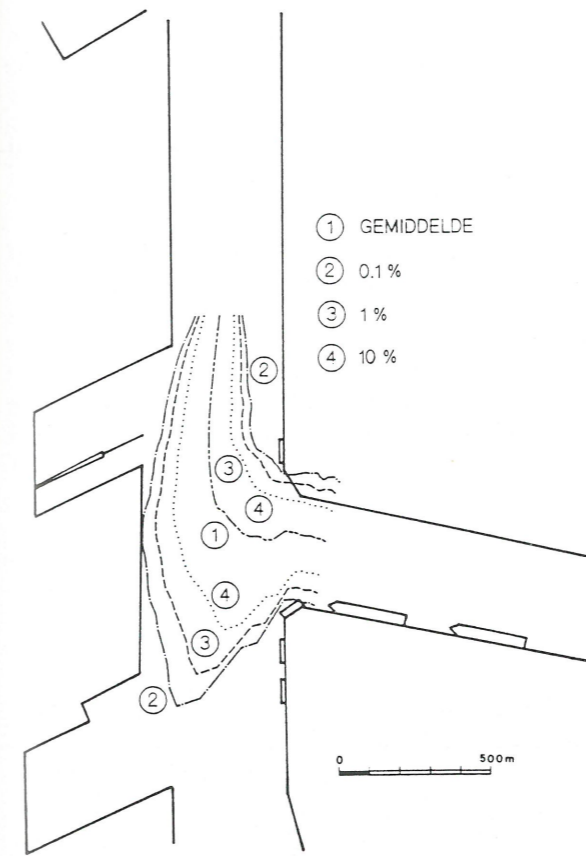 ① GEMIDDELDE
② 0.1 %
③ 1 %
④ 10 %
②
③
④
①
④
③
②
0 500m